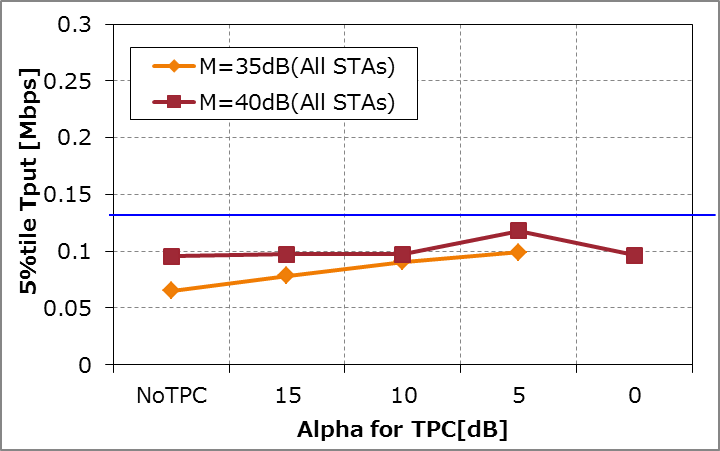 5%tile Tput [Mbps]
0.3
0.25
0.2
0.15
0.1
0.05
0
M=35dB(All STAs)
M=40dB(All STAs)
NoTPC 15 10 5 0
Alpha for TPC[dB]